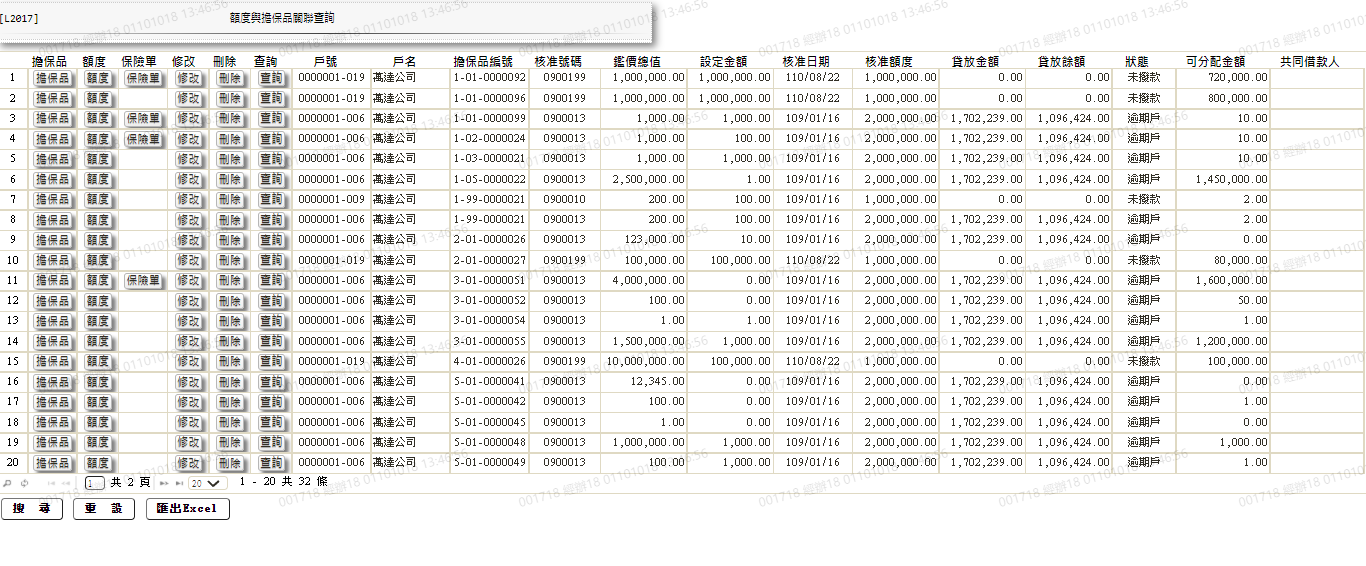 [L2017] 額度與擔保品關聯查詢
擔保品 額度 保險單 修改 刪除 查詢 戶號 戶名 擔保品編號 核准號碼 鑑價總值 設定金額 核准日期 核准額度 貸放金額 貸放餘額 狀態 可分配金額 共同借款人
1 擔保品 額度 保險單 修改 刪除 查詢 0000001-019 萬達公司 1-01-0000092 0900199 1,000,000.00 1,000,000.00 110/08/22 1,000,000.00 0.00 0.00 未撥款 720,000.00
2 擔保品 額度 修改 刪除 查詢 0000001-019 萬達公司 1-01-0000096 0900199 1,000,000.00 1,000,000.00 110/08/22 1,000,000.00 0.00 0.00 未撥款 800,000.00
3 擔保品 額度 保險單 修改 刪除 查詢 0000001-006 萬達公司 1-01-0000099 0900013 1,000.00 1,000.00 109/01/16 2,000,000.00 1,702,239.00 1,096,424.00 逾期戶 10.00
4 擔保品 額度 保險單 修改 刪除 查詢 0000001-006 萬達公司 1-02-0000024 0900013 1,000.00 100.00 109/01/16 2,000,000.00 1,702,239.00 1,096,424.00 逾期戶 10.00
5 擔保品 額度 修改 刪除 查詢 0000001-006 萬達公司 1-03-0000021 0900013 1,000.00 1,000.00 109/01/16 2,000,000.00 1,702,239.00 1,096,424.00 逾期戶 10.00
6 擔保品 額度 修改 刪除 查詢 0000001-006 萬達公司 1-05-0000022 0900013 2,500,000.00 1.00 109/01/16 2,000,000.00 1,702,239.00 1,096,424.00 逾期戶 1,450,000.00
7 擔保品 額度 修改 刪除 查詢 0000001-009 萬達公司 1-99-0000021 0900010 200.00 100.00 109/01/16 1,000,000.00 0.00 0.00 未撥款 2.00
8 擔保品 額度 修改 刪除 查詢 0000001-006 萬達公司 1-99-0000021 0900013 200.00 100.00 109/01/16 2,000,000.00 1,702,239.00 1,096,424.00 逾期戶 2.00
9 擔保品 額度 修改 刪除 查詢 0000001-006 萬達公司 2-01-0000026 0900013 123,000.00 10.00 109/01/16 2,000,000.00 1,702,239.00 1,096,424.00 逾期戶 0.00
10 擔保品 額度 修改 刪除 查詢 0000001-019 萬達公司 2-01-0000027 0900199 100,000.00 100,000.00 110/08/22 1,000,000.00 0.00 0.00 未撥款 80,000.00
11 擔保品 額度 保險單 修改 刪除 查詢 0000001-006 萬達公司 3-01-0000051 0900013 4,000,000.00 0.00 109/01/16 2,000,000.00 1,702,239.00 1,096,424.00 逾期戶 1,600,000.00
12 擔保品 額度 修改 刪除 查詢 0000001-006 萬達公司 3-01-0000052 0900013 100.00 0.00 109/01/16 2,000,000.00 1,702,239.00 1,096,424.00 逾期戶 50.00
13 擔保品 額度 修改 刪除 查詢 0000001-006 萬達公司 3-01-0000054 0900013 1.00 1.00 109/01/16 2,000,000.00 1,702,239.00 1,096,424.00 逾期戶 1.00
14 擔保品 額度 修改 刪除 查詢 0000001-006 萬達公司 3-01-0000055 0900013 1,500,000.00 1,000.00 109/01/16 2,000,000.00 1,702,239.00 1,096,424.00 逾期戶 1,200,000.00
15 擔保品 額度 修改 刪除 查詢 0000001-019 萬達公司 4-01-0000026 0900199 10,000,000.00 100,000.00 110/08/22 1,000,000.00 0.00 0.00 未撥款 100,000.00
16 擔保品 額度 修改 刪除 查詢 0000001-006 萬達公司 5-01-0000041 0900013 12,345.00 0.00 109/01/16 2,000,000.00 1,702,239.00 1,096,424.00 逾期戶 0.00
17 擔保品 額度 修改 刪除 查詢 0000001-006 萬達公司 5-01-0000042 0900013 100.00 0.00 109/01/16 2,000,000.00 1,702,239.00 1,096,424.00 逾期戶 1.00
18 擔保品 額度 修改 刪除 查詢 0000001-006 萬達公司 5-01-0000045 0900013 1.00 0.00 109/01/16 2,000,000.00 1,702,239.00 1,096,424.00 逾期戶 0.00
19 擔保品 額度 修改 刪除 查詢 0000001-006 萬達公司 5-01-0000048 0900013 1,000,000.00 1,000.00 109/01/16 2,000,000.00 1,702,239.00 1,096,424.00 逾期戶 1,000.00
20 擔保品 額度 修改 刪除 查詢 0000001-006 萬達公司 5-01-0000049 0900013 100.00 1,000.00 109/01/16 2,000,000.00 1,702,239.00 1,096,424.00 逾期戶 1.00
1 共 2 頁 20 1 - 20 共 32 條
搜 尋 重 設 匯出Excel
001718 經辦18 01101018 13:46:56